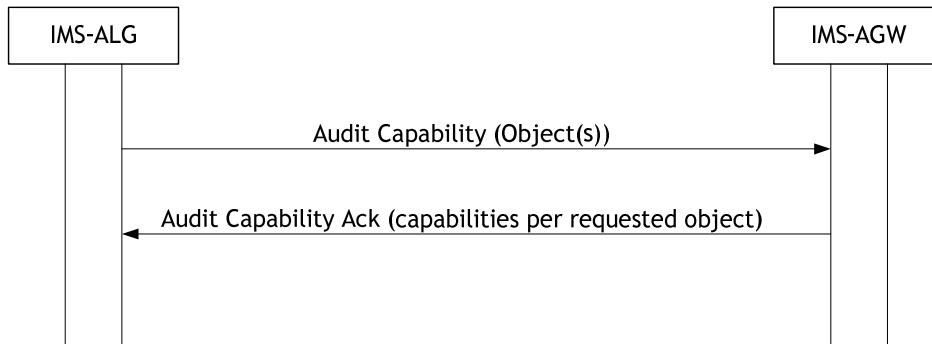 IMS-ALG
IMS-AGW
Audit Capability (Object(s))
Audit Capability Ack (capabilities per requested object)